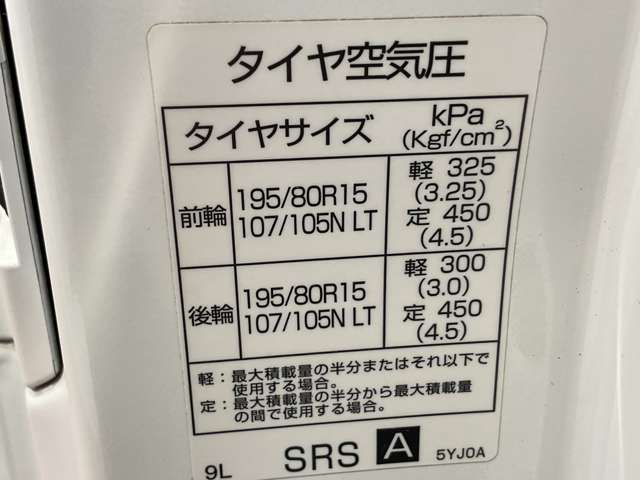 タイヤ空気圧
タイヤサイズ kPa
(Kgf/cm²)
前輪 195/80R15 107/105N LT
軽 325
(3.25)
定 450
(4.5)
後輪 195/80R15 107/105N LT
軽 300
(3.0)
定 450
(4.5)
軽:最大積載量の半分またはそれ以下で
使用する場合。
定:最大積載量の半分から最大積載量
の間で使用する場合。
9L SRS A 5YJ0A